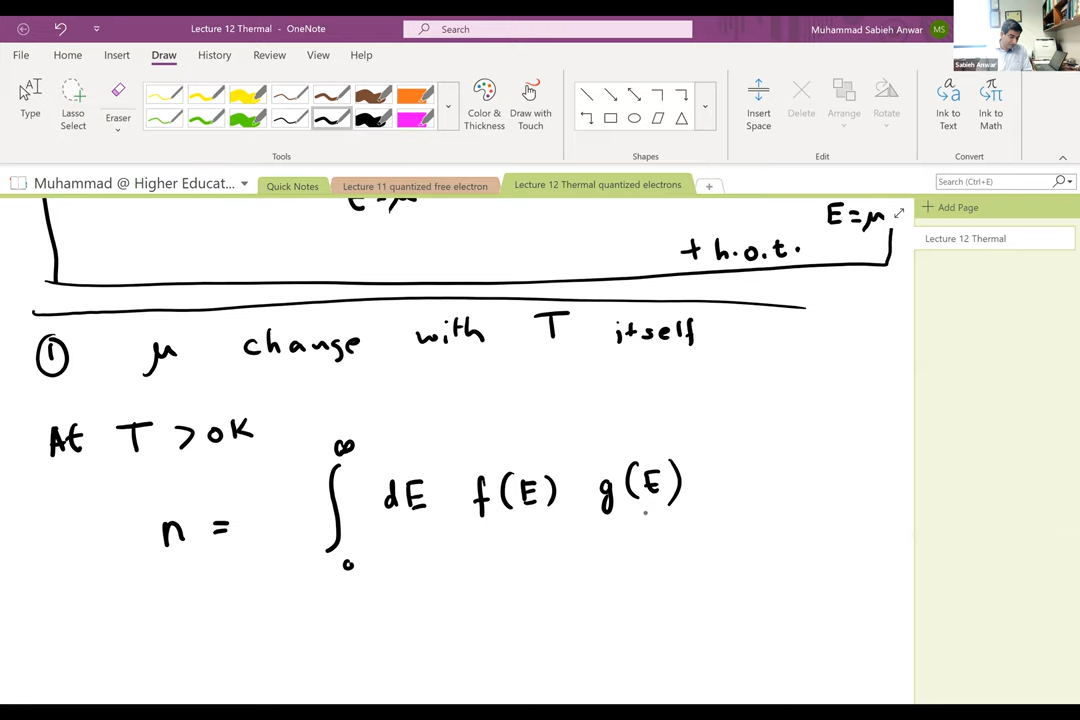 Lecture 12 Thermal - OneNote
Search
Muhammad Sabieh Anwar
MS
Sabieh Anwar
File Home Insert Draw History Review View Help
Type
Lasso Select
Eraser
Color & Thickness
Draw with Touch
Insert Space
Delete
Arrange
Rotate
Ink to Text
Ink to Math
Tools
Shapes
Edit
Convert
Muhammad @ Higher Educat...
Quick Notes
Lecture 11 quantized free electron
Lecture 12 Thermal quantized electrons
Search (Ctrl+E)
Add Page
Lecture 12 Thermal
E=μ
+ h.o.t.
① μ change with T itself
At T > 0K
n = ∫₀^∞ dE f(E) g(E)